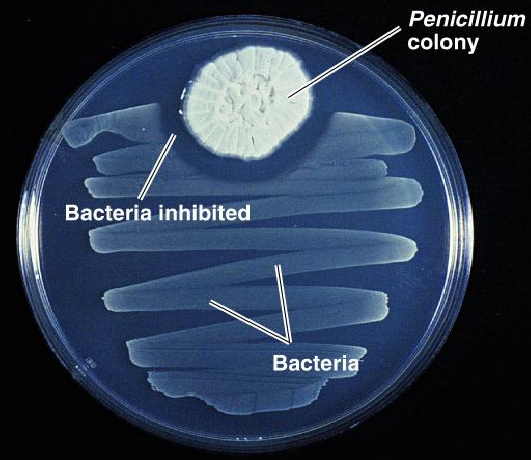 Penicillium
colony
Bacteria inhibited
Bacteria